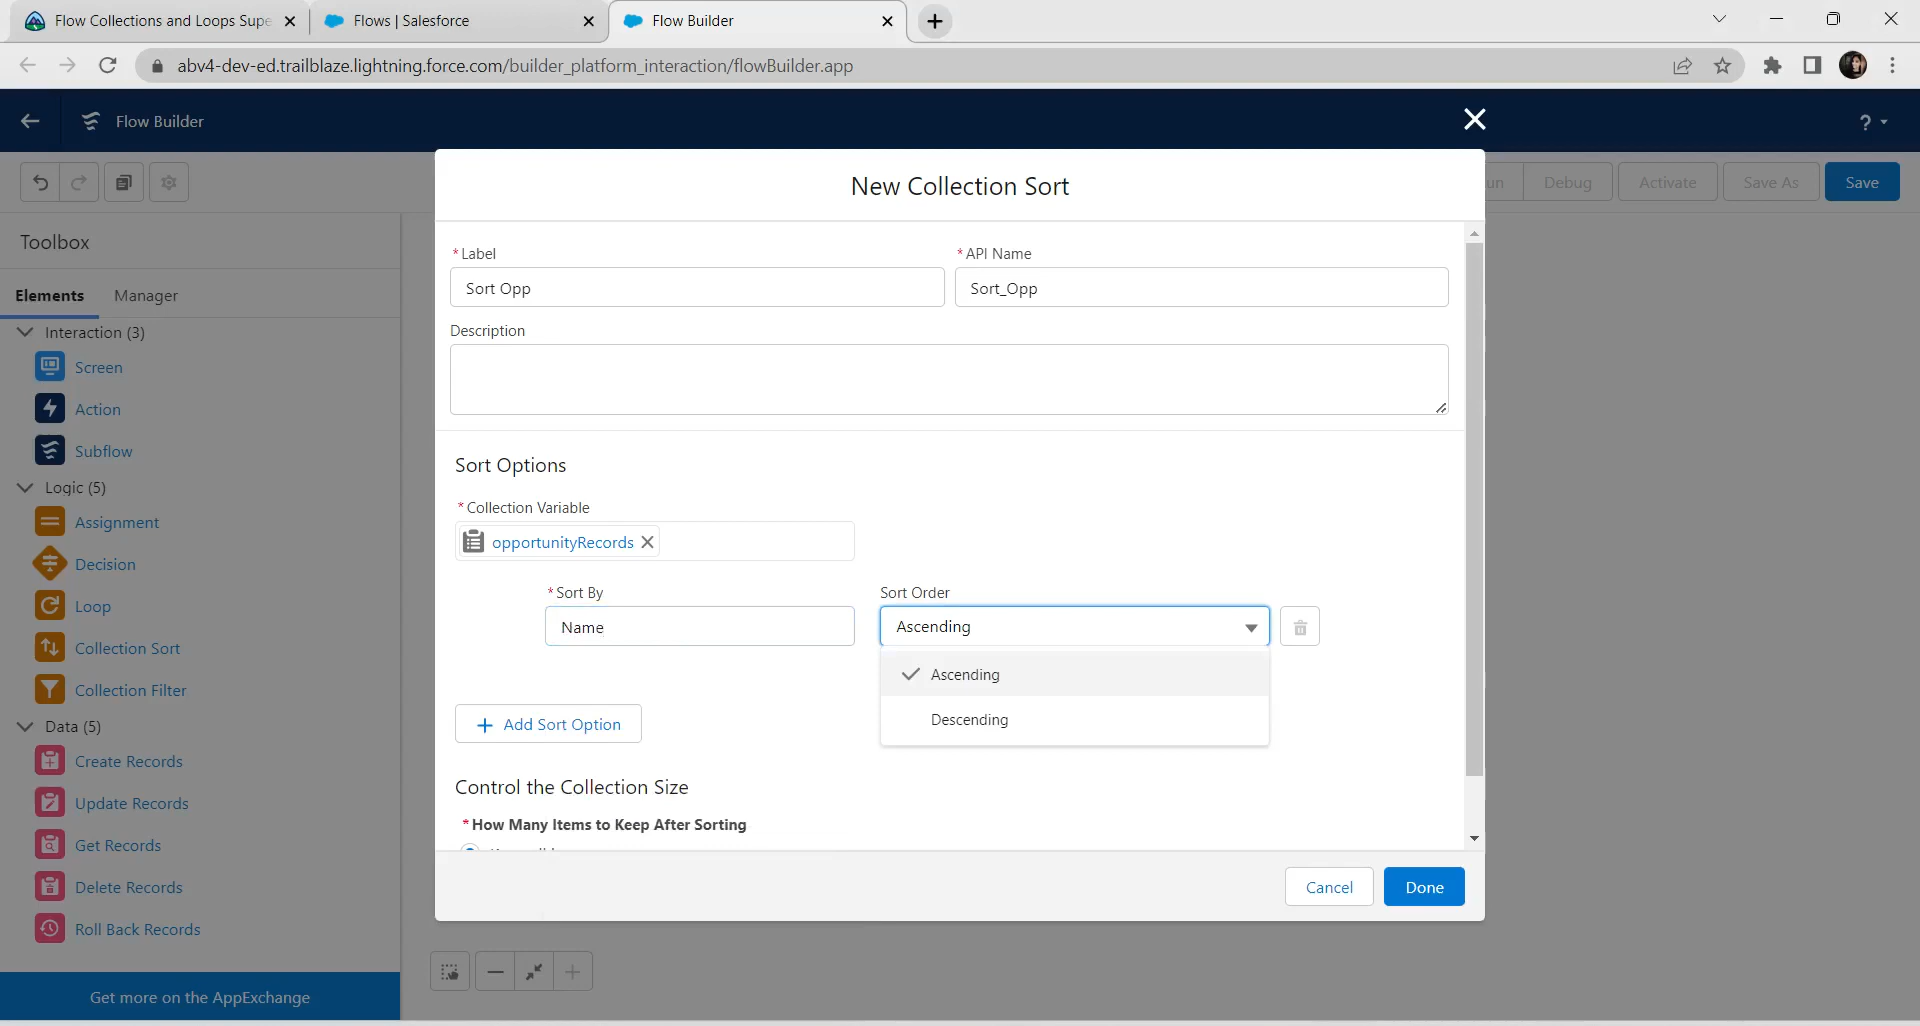 Flow Collections and Loops Supe
Flows | Salesforce
Flow Builder
abv4-dev-ed.trailblaze.lightning.force.com/builder_platform_interaction/flowBuilder.app
Flow Builder
?
New Collection Sort
un
Debug
Activate
Save As
Save
Toolbox
Elements
Manager
Interaction (3)
Screen
Action
Subflow
Logic (5)
Assignment
Decision
Loop
Collection Sort
Collection Filter
Data (5)
Create Records
Update Records
Get Records
Delete Records
Roll Back Records
Get more on the AppExchange
* Label
Sort Opp
* API Name
Sort_Opp
Description
Sort Options
* Collection Variable
opportunityRecords
* Sort By
Name
Sort Order
Ascending
Ascending
Descending
Add Sort Option
Control the Collection Size
* How Many Items to Keep After Sorting
Cancel
Done